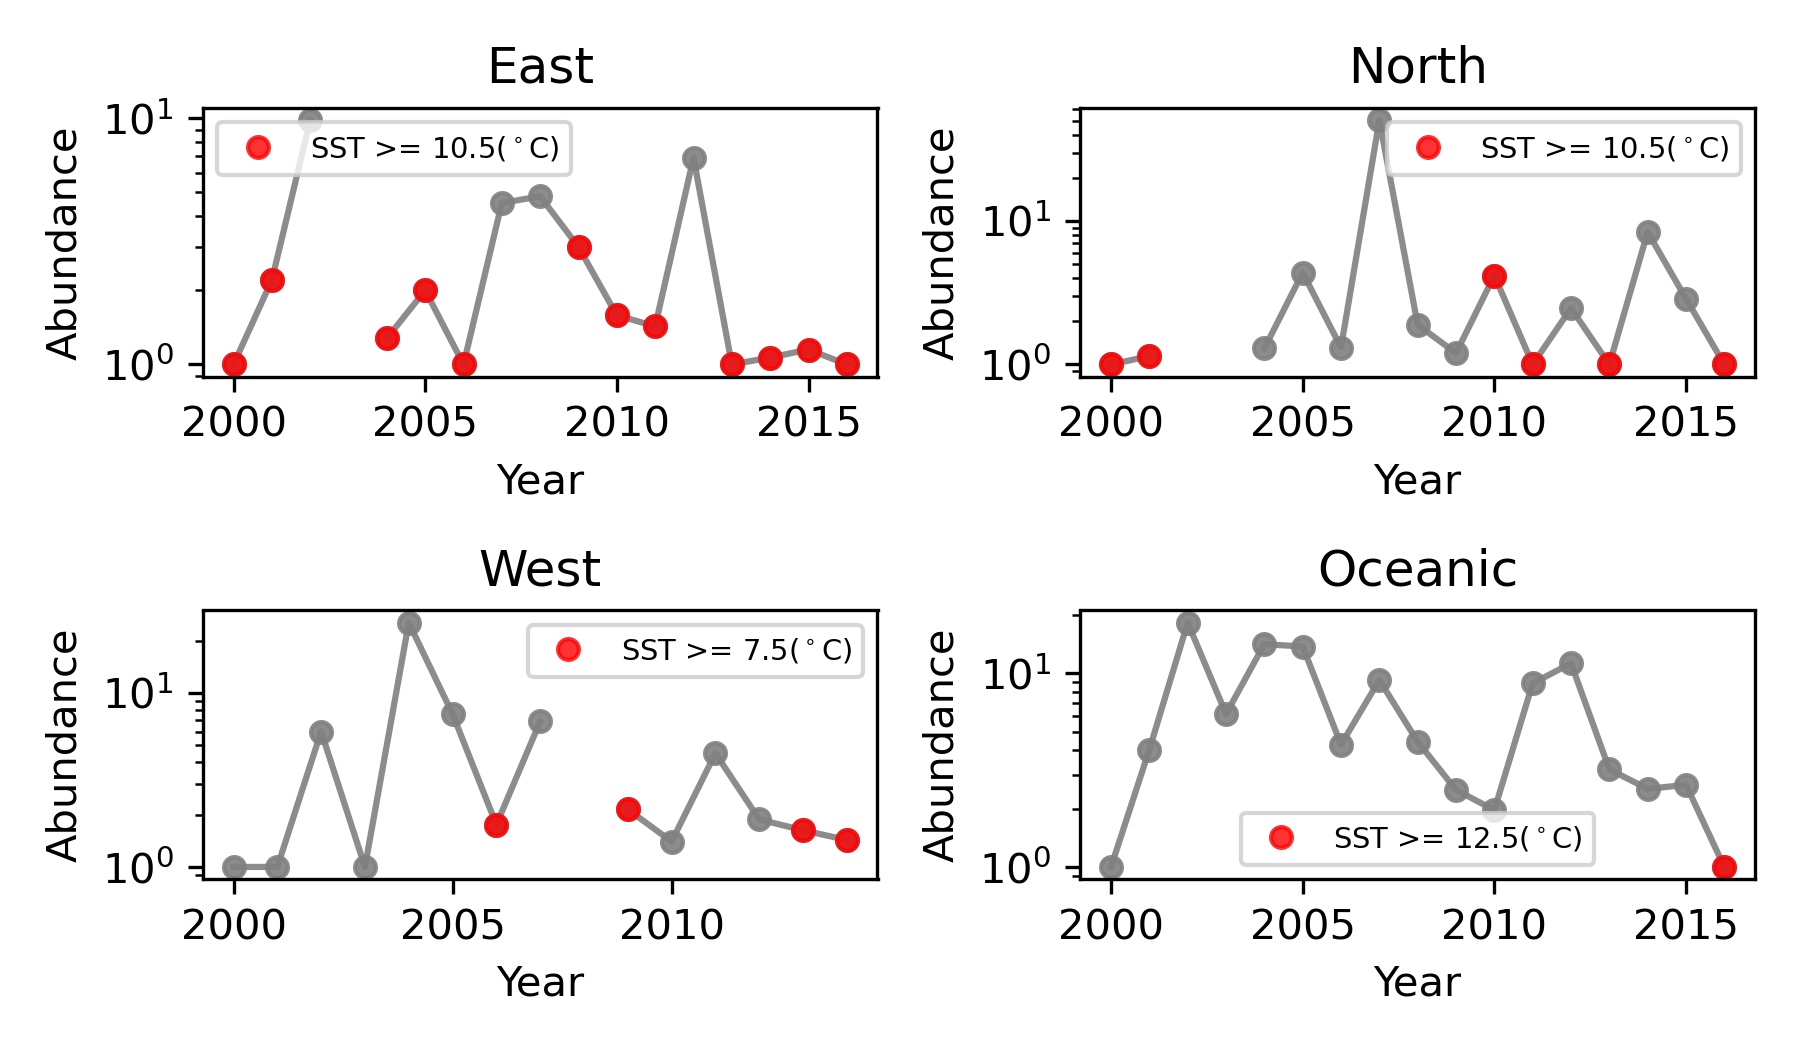 East
Abundance
10¹
10⁰
SST >= 10.5(°C)
2000 2005 2010 2015
Year
North
Abundance
10¹
10⁰
SST >= 10.5(°C)
2000 2005 2010 2015
Year
West
Abundance
10¹
10⁰
SST >= 7.5(°C)
2000 2005 2010
Year
Oceanic
Abundance
10¹
10⁰
SST >= 12.5(°C)
2000 2005 2010 2015
Year